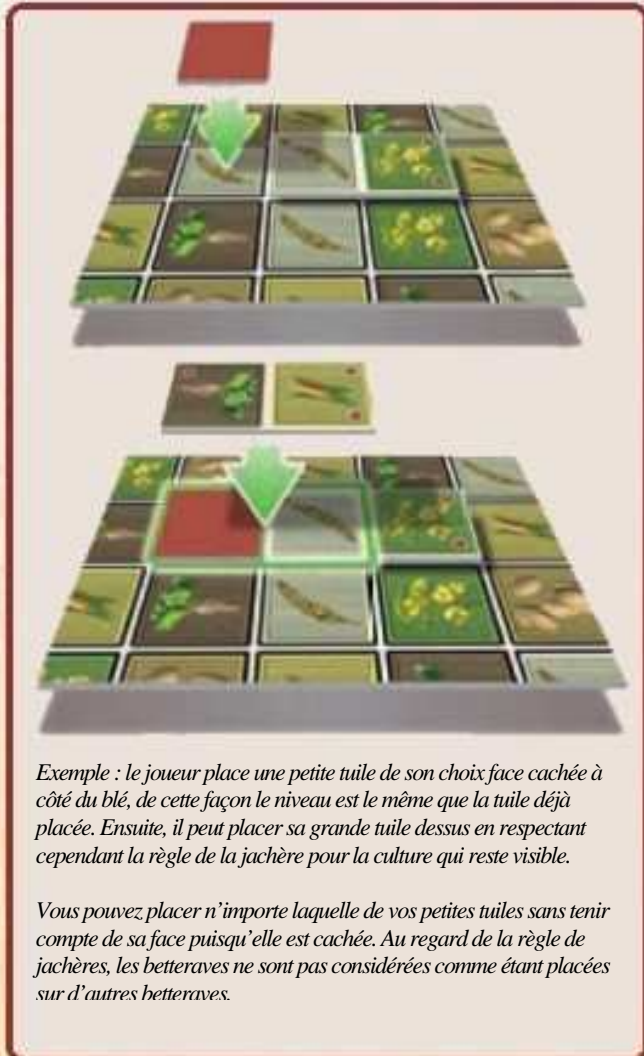 Exemple : le joueur place une petite tuile de son choix face cachée à
côté du blé, de cette façon le niveau est le même que la tuile déjà
placée. Ensuite, il peut placer sa grande tuile dessus en respectant
cependant la règle de la jachère pour la culture qui reste visible.
Vous pouvez placer n'importe laquelle de vos petites tuiles sans tenir
compte de sa face puisqu'elle est cachée. Au regard de la règle de
jachères, les betteraves ne sont pas considérées comme étant placées
sur d'autres betteraves.